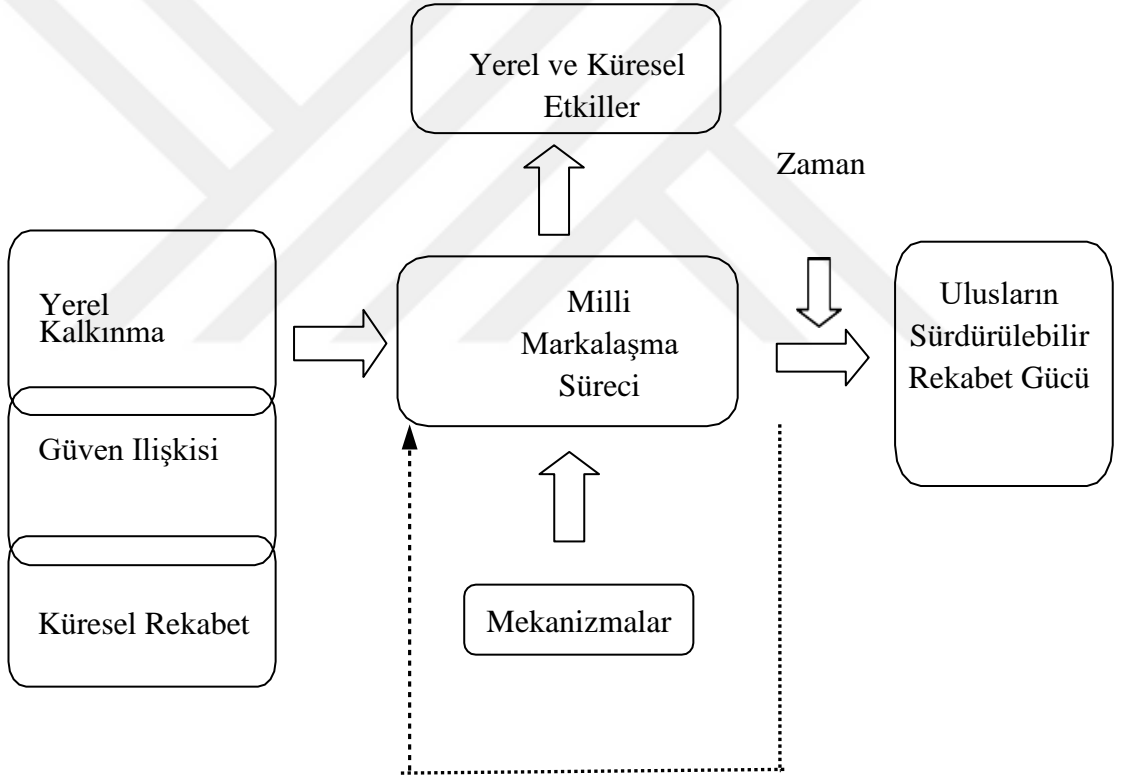 Yerel ve Küresel
Etkiller
Zaman
Yerel
Kalkınma
Güven Ilişkisi
Küresel Rekabet
Milli
Markalaşma
Süreci
Mekanizmalar
Ulusların
Sürdürülebilir
Rekabet Gücü